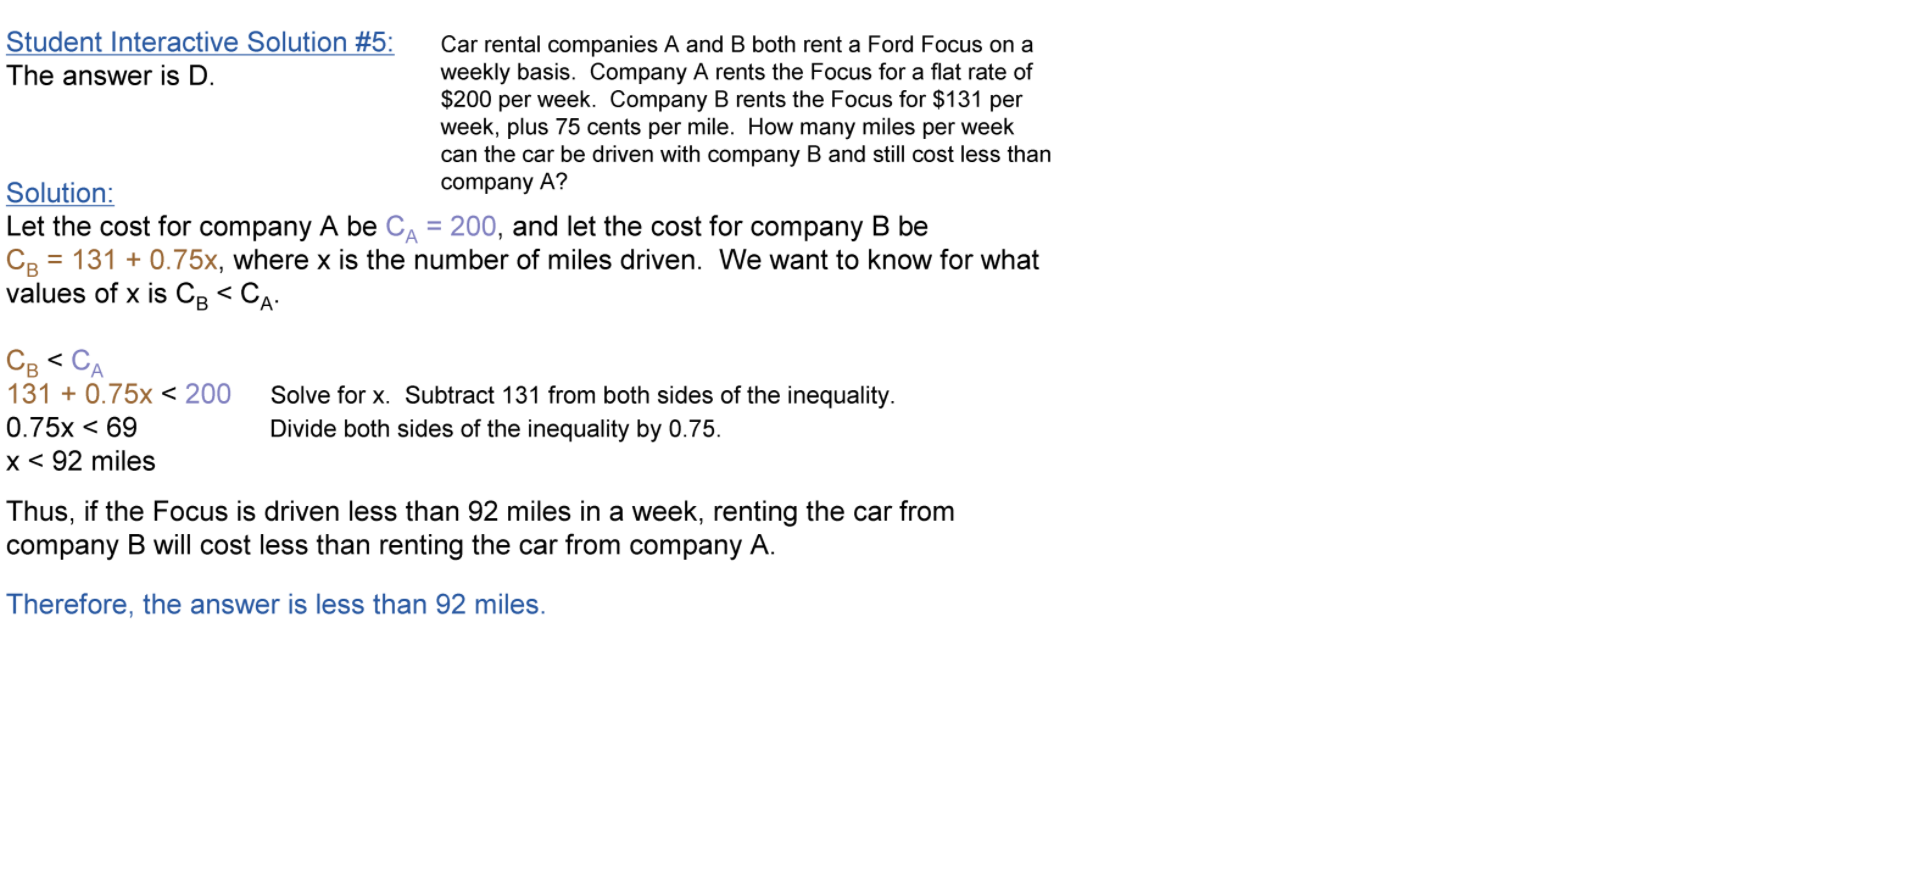 Student Interactive Solution #5:
The answer is D.
Car rental companies A and B both rent a Ford Focus on a
weekly basis.  Company A rents the Focus for a flat rate of
$200 per week.  Company B rents the Focus for $131 per
week, plus 75 cents per mile.  How many miles per week
can the car be driven with company B and still cost less than
company A?
Solution:
Let the cost for company A be C_A = 200, and let the cost for company B be
C_B = 131 + 0.75x, where x is the number of miles driven.  We want to know for what
values of x is C_B < C_A.
C_B < C_A
131 + 0.75x < 200 Solve for x.  Subtract 131 from both sides of the inequality.
0.75x < 69 Divide both sides of the inequality by 0.75.
x < 92 miles
Thus, if the Focus is driven less than 92 miles in a week, renting the car from
company B will cost less than renting the car from company A.
Therefore, the answer is less than 92 miles.